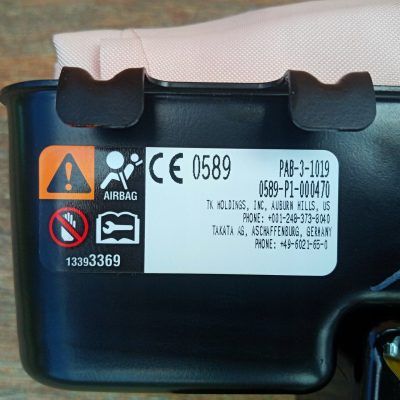 AIRBAG
13393369
CE 0589
PAB-3-1019
0589-P1-000470
TK HOLDINGS, INC, AUBURN HILLS, US
PHONE: +001-248-373-8040
TAKATA AG, ASCHAFFENBURG, GERMANY
PHONE: +49-6021-65-0